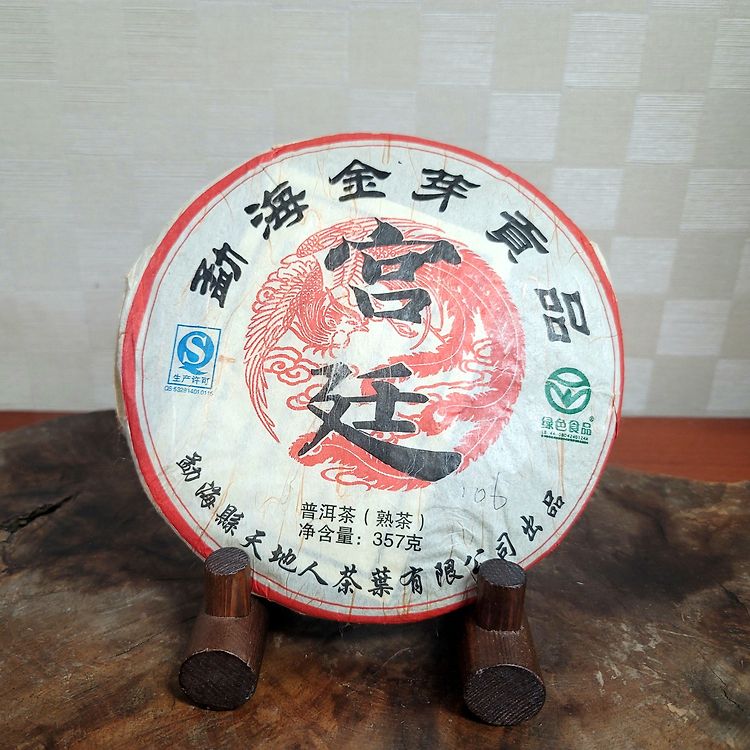 勐海金芽贡品
宫廷
S
生产许可
绿色食品®
普洱茶（熟茶）
净含量：357克
106
勐海縣天地人茶葉有限公司出品